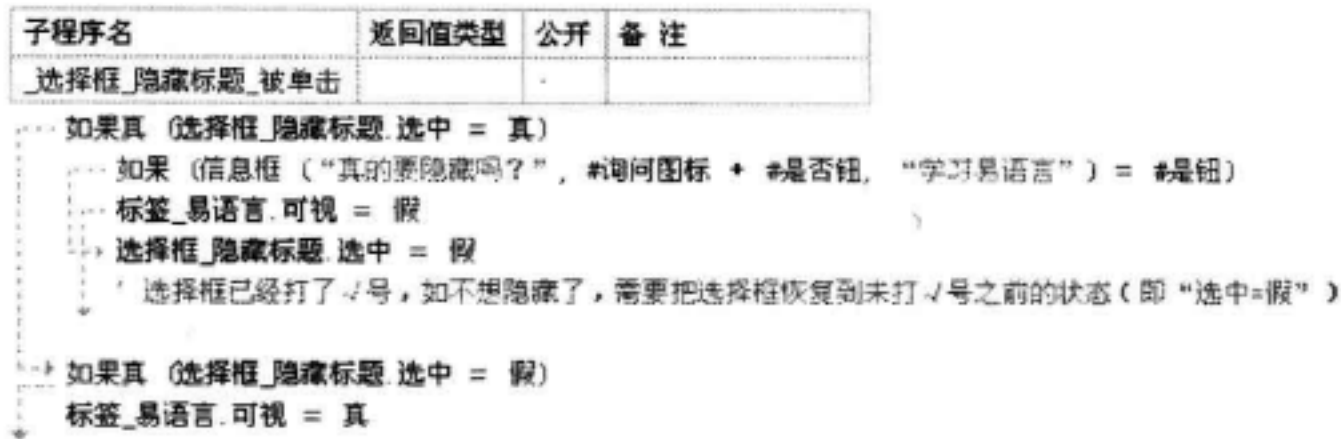 子程序名 返回值类型 公开 备 注
_选择框_隐藏标题_被单击
如果真 (选择框_隐藏标题.选中 = 真)
如果 (信息框 (“真的要隐藏吗？”, #询问图标 + #是否钮, “学习易语言”) = #是钮)
标签_易语言.可视 = 假
选择框_隐藏标题.选中 = 假
' 选择框已经打了√号,如不想隐藏了,需要把选择框恢复到未打√号之前的状态(即“选中=假”)
如果真 (选择框_隐藏标题.选中 = 假)
标签_易语言.可视 = 真